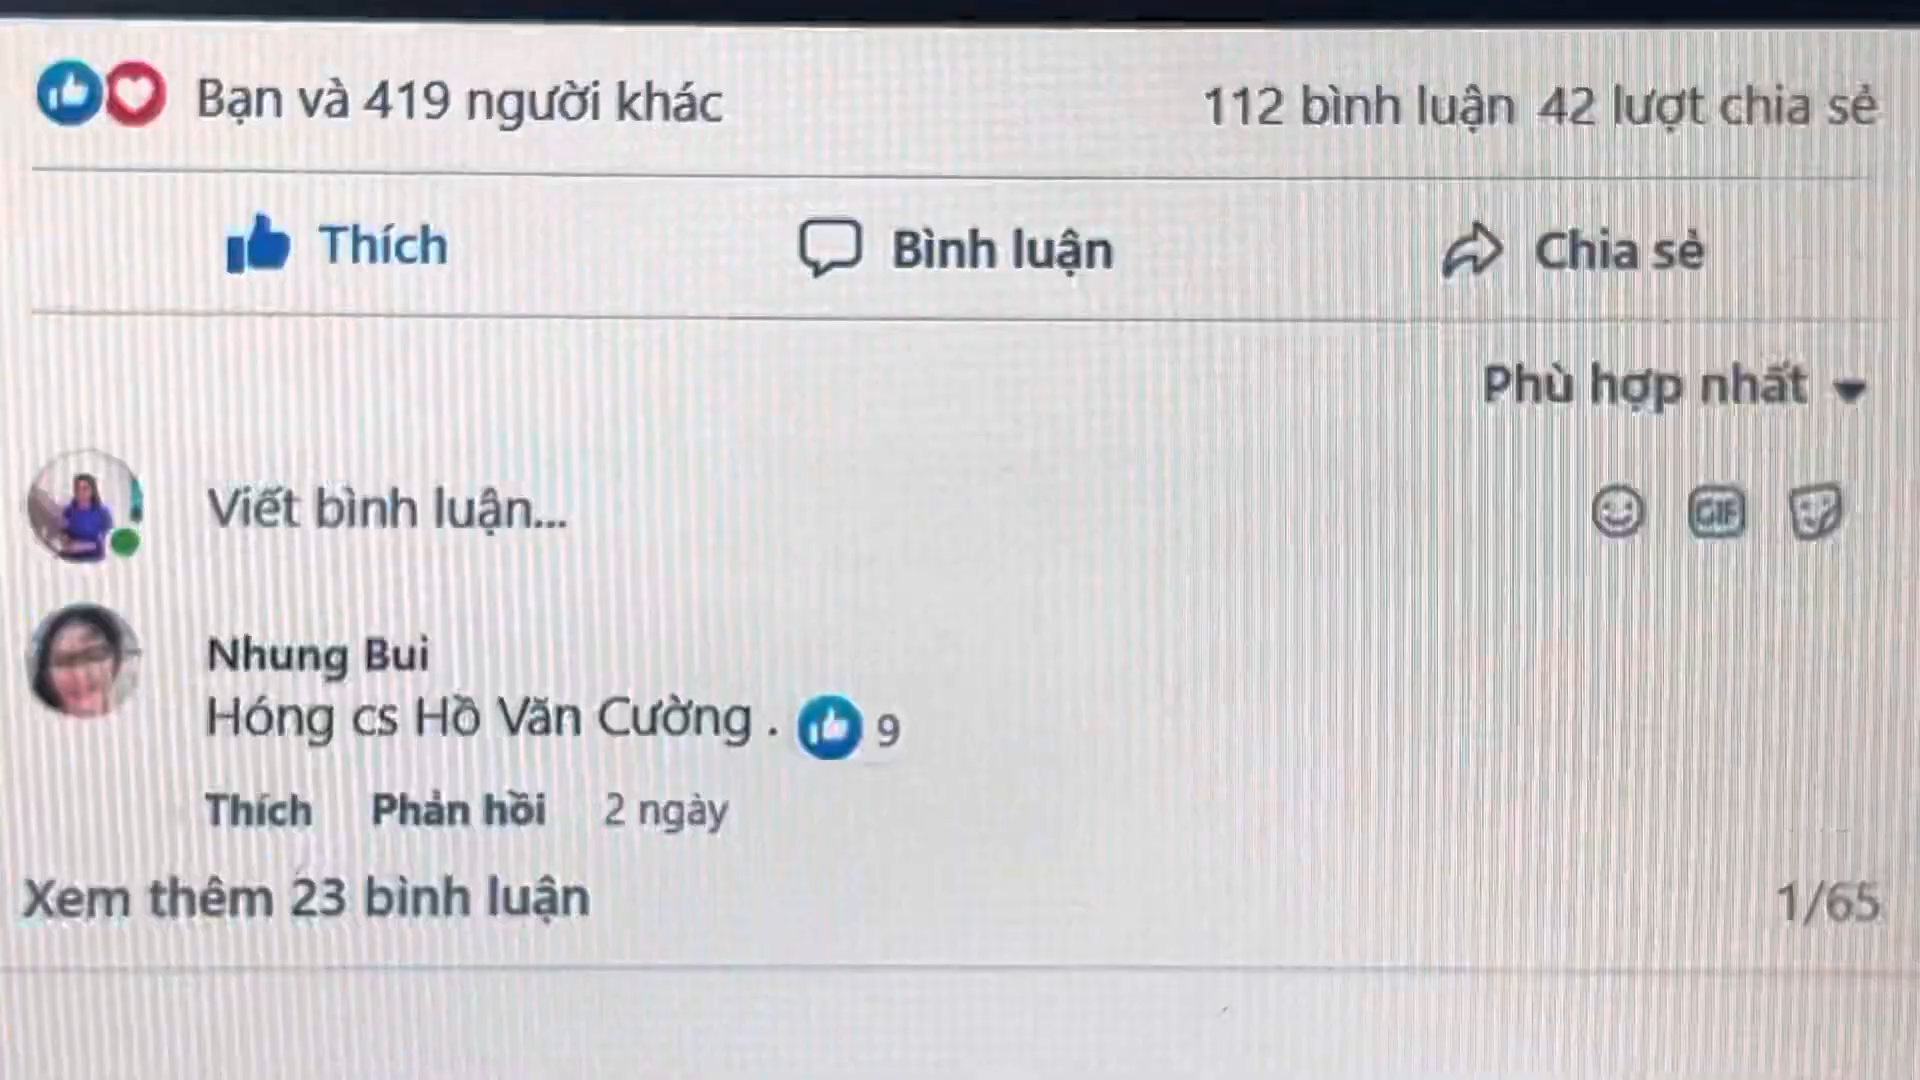 Bạn và 419 người khác 112 bình luận 42 lượt chia sẻ
Thích Bình luận Chia sẻ
Phù hợp nhất
Viết bình luận... GIF
Nhung Bui
Hóng cs Hồ Văn Cường . 9
Thích Phản hồi 2 ngày
Xem thêm 23 bình luận 1/65